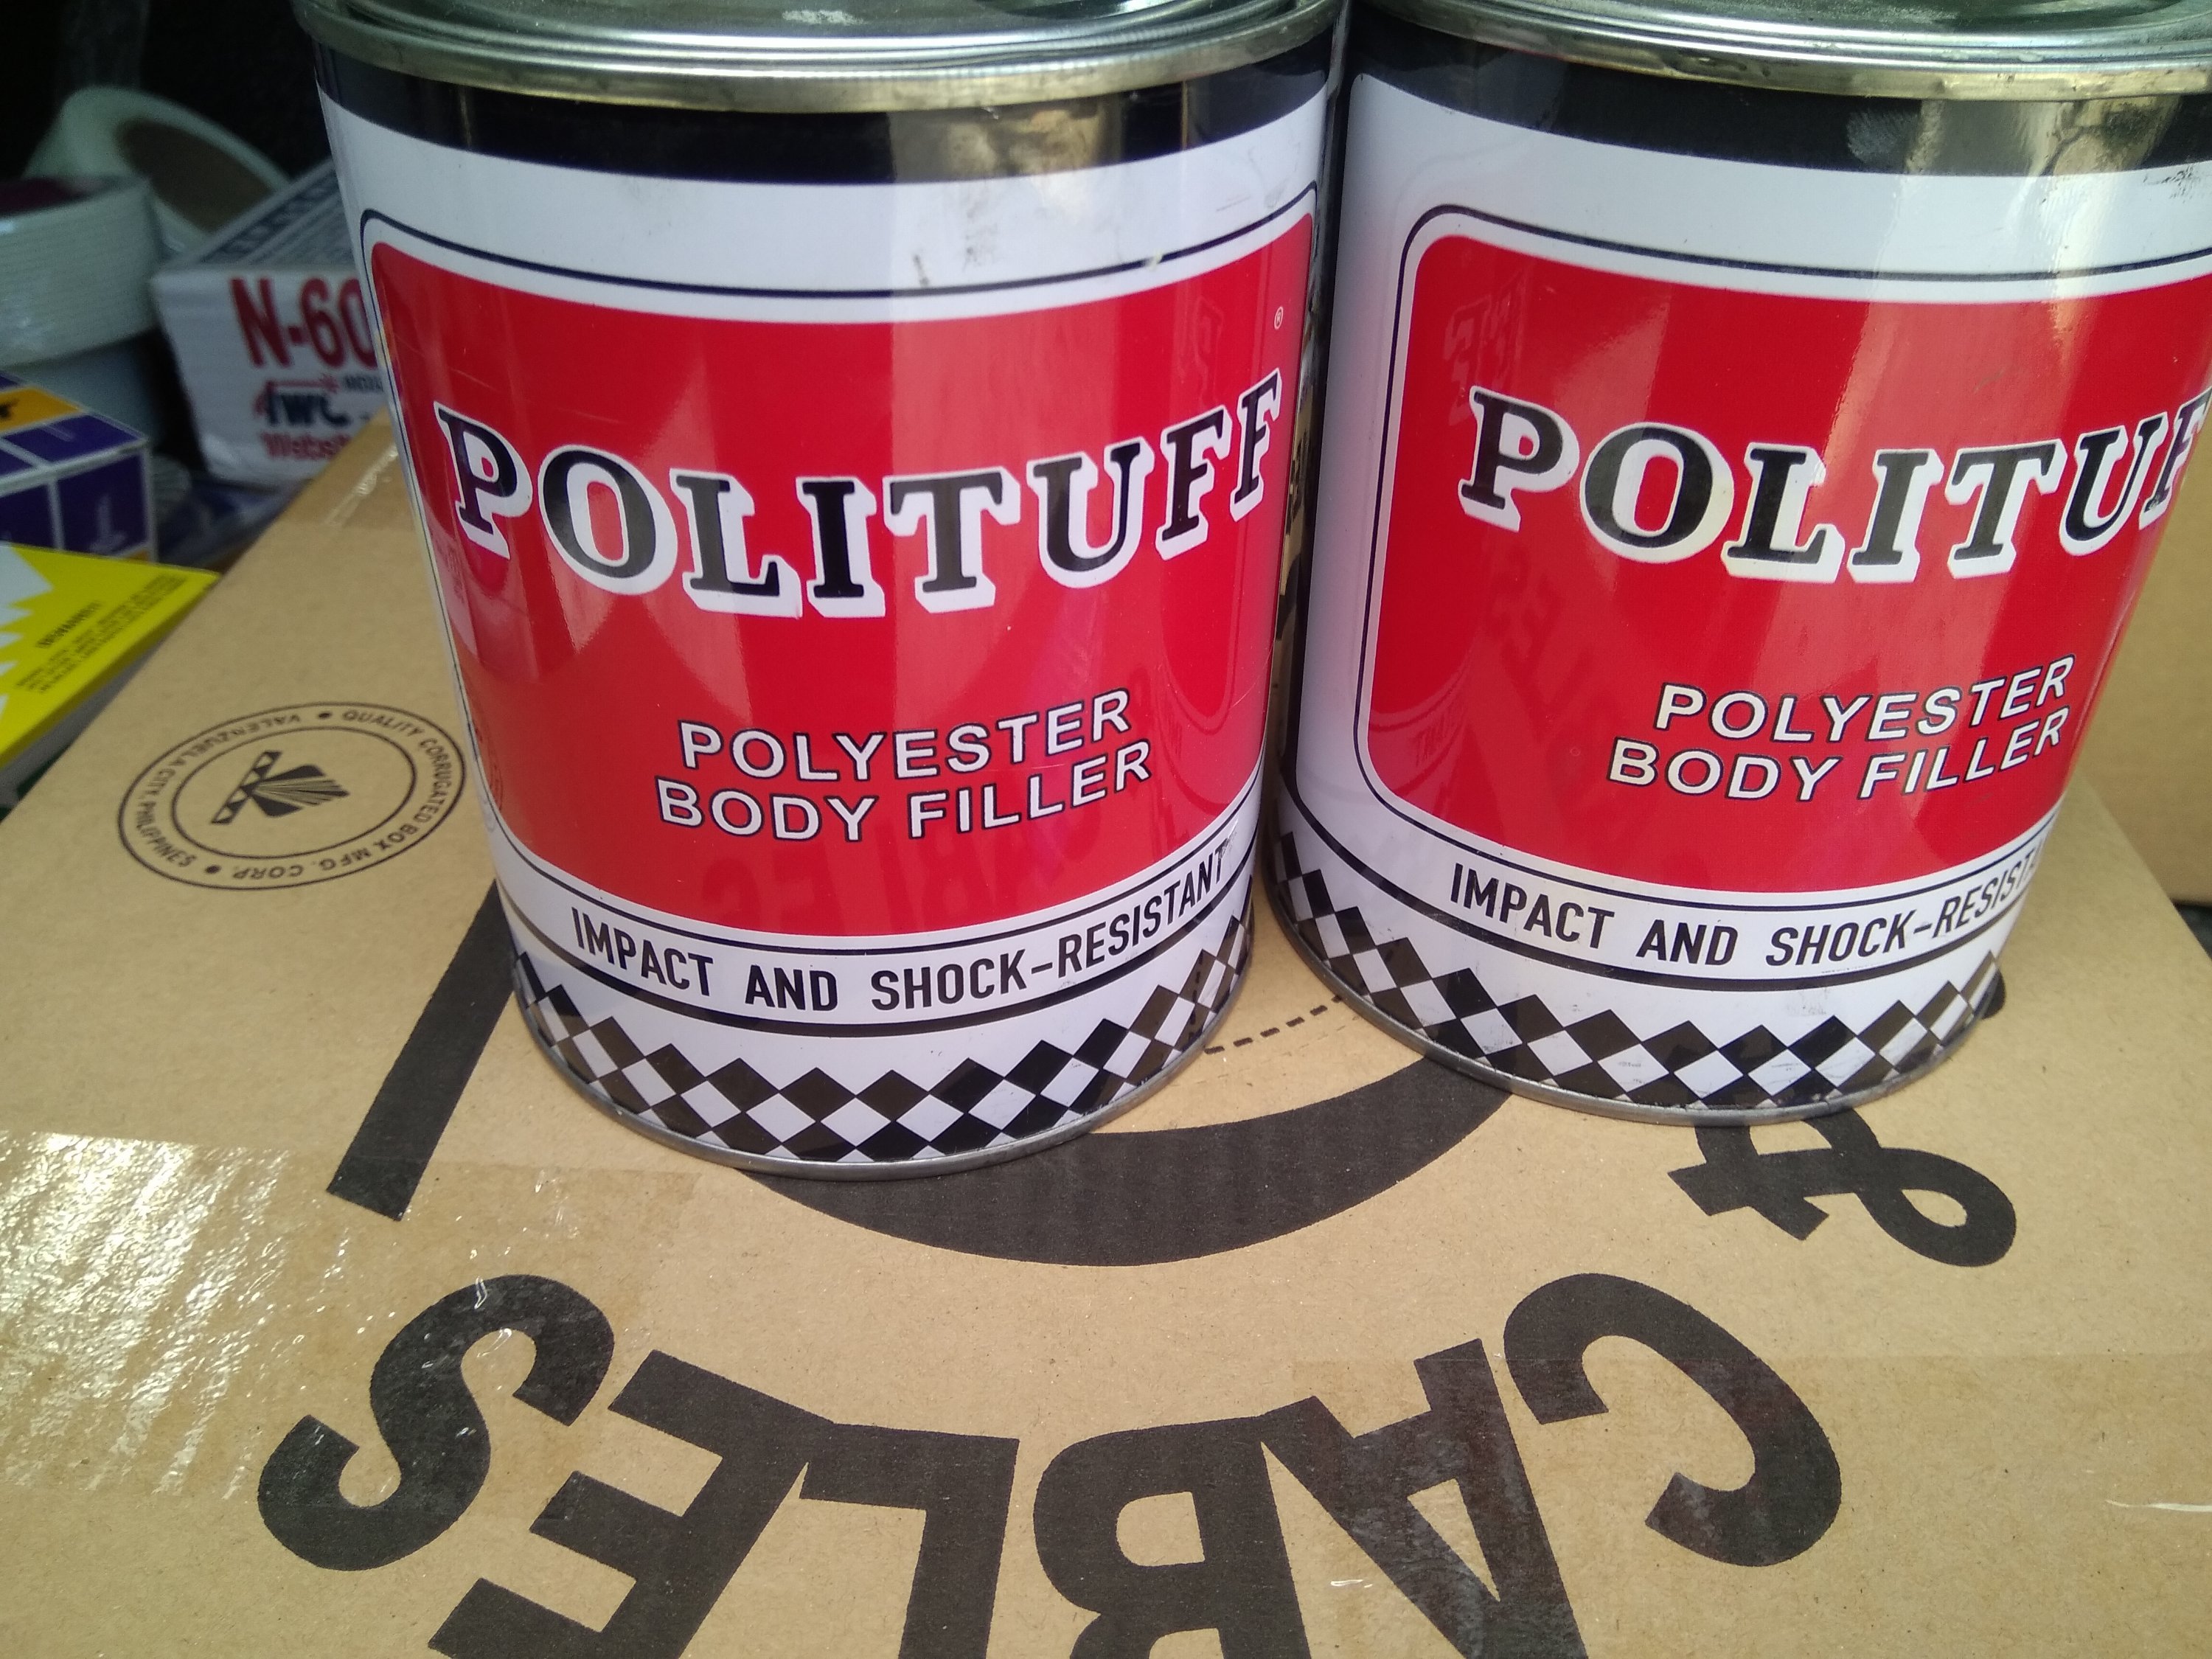 POLITUFF
®
POLYESTER
BODY FILLER
IMPACT AND SHOCK-RESISTANT
POLITUF
POLYESTER
BODY FILLER
IMPACT AND SHOCK-RESIST
N-60
QUALITY CORRUGATED BOX MFG. CORP. • VALENZUELA CITY, PHILIPPINES •
&
CABLES